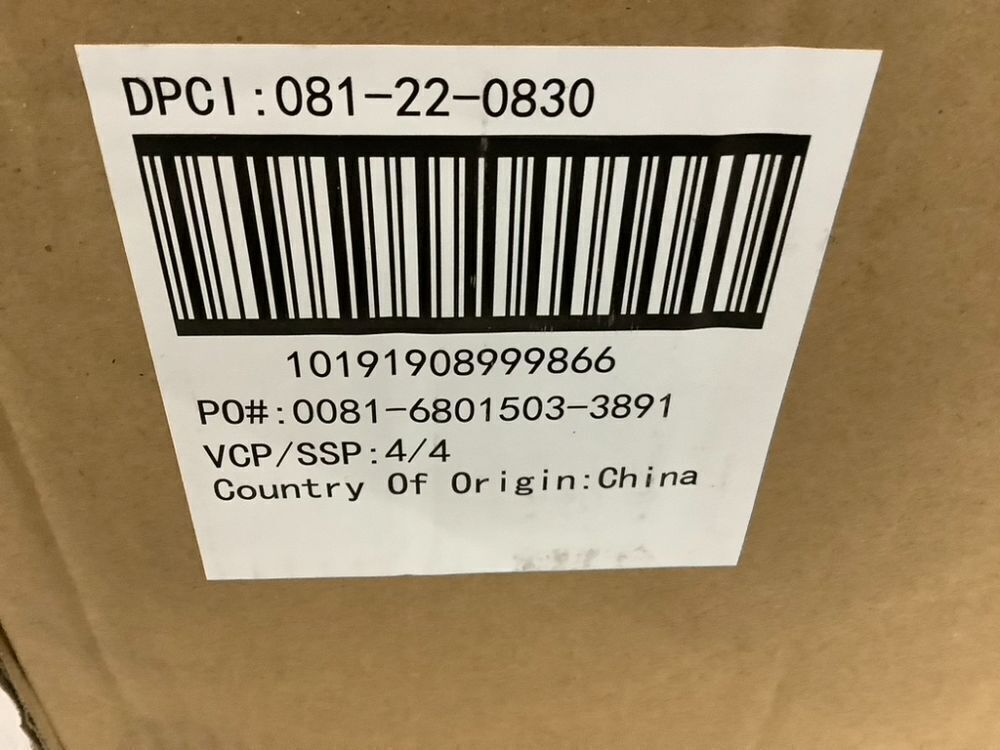 DPCI:081-22-0830
10191908999866
PO#:0081-6801503-3891
VCP/SSP:4/4
Country Of Origin:China